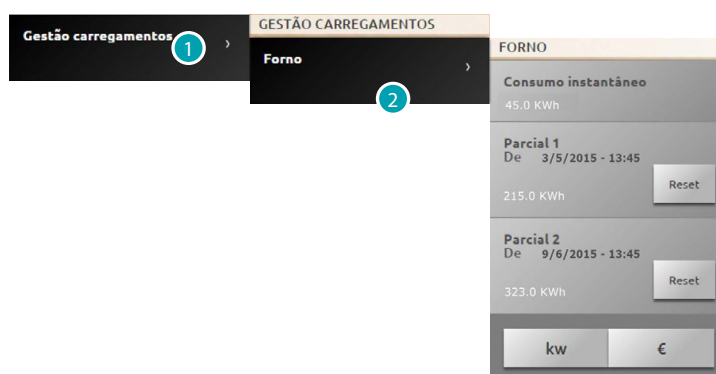 Gestão carregamentos
1
›
GESTÃO CARREGAMENTOS
Forno
›
2
FORNO
Consumo instantâneo
45.0 KWh
Parcial 1
De 3/5/2015 - 13:45
215.0 KWh
Reset
Parcial 2
De 9/6/2015 - 13:45
323.0 KWh
Reset
kw
€